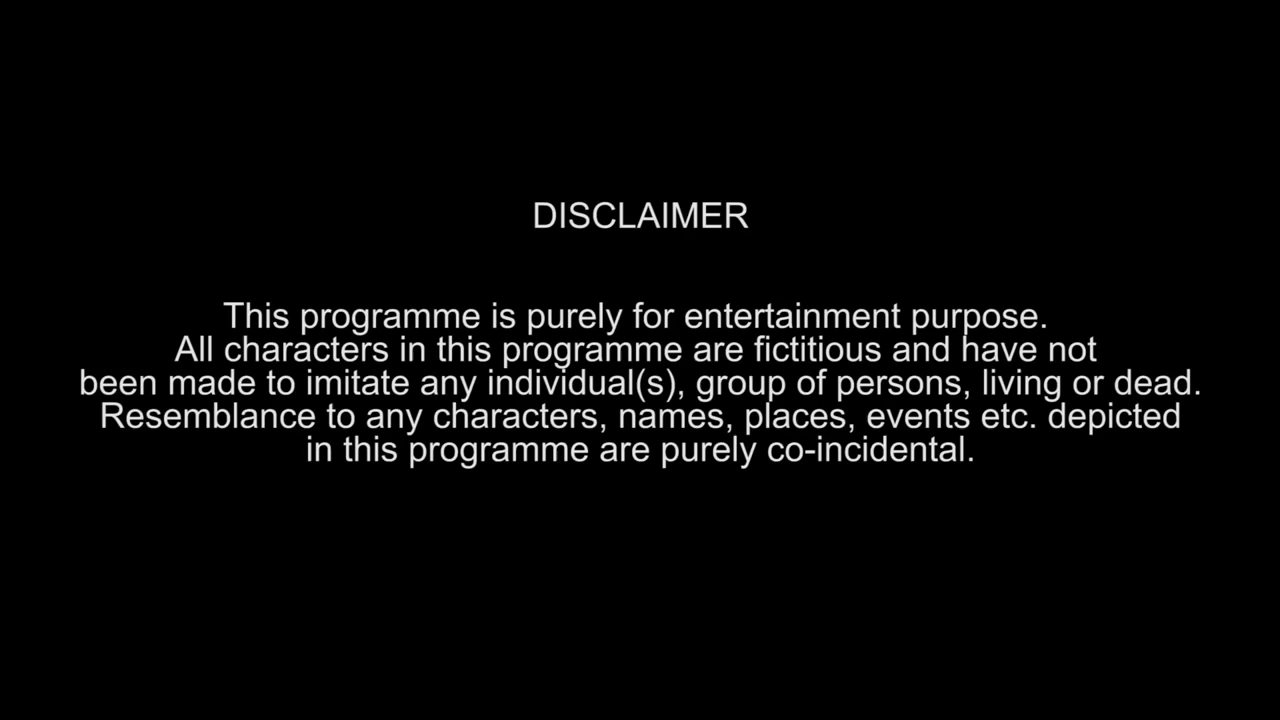 DISCLAIMER
This programme is purely for entertainment purpose.
All characters in this programme are fictitious and have not
been made to imitate any individual(s), group of persons, living or dead.
Resemblance to any characters, names, places, events etc. depicted
in this programme are purely co-incidental.